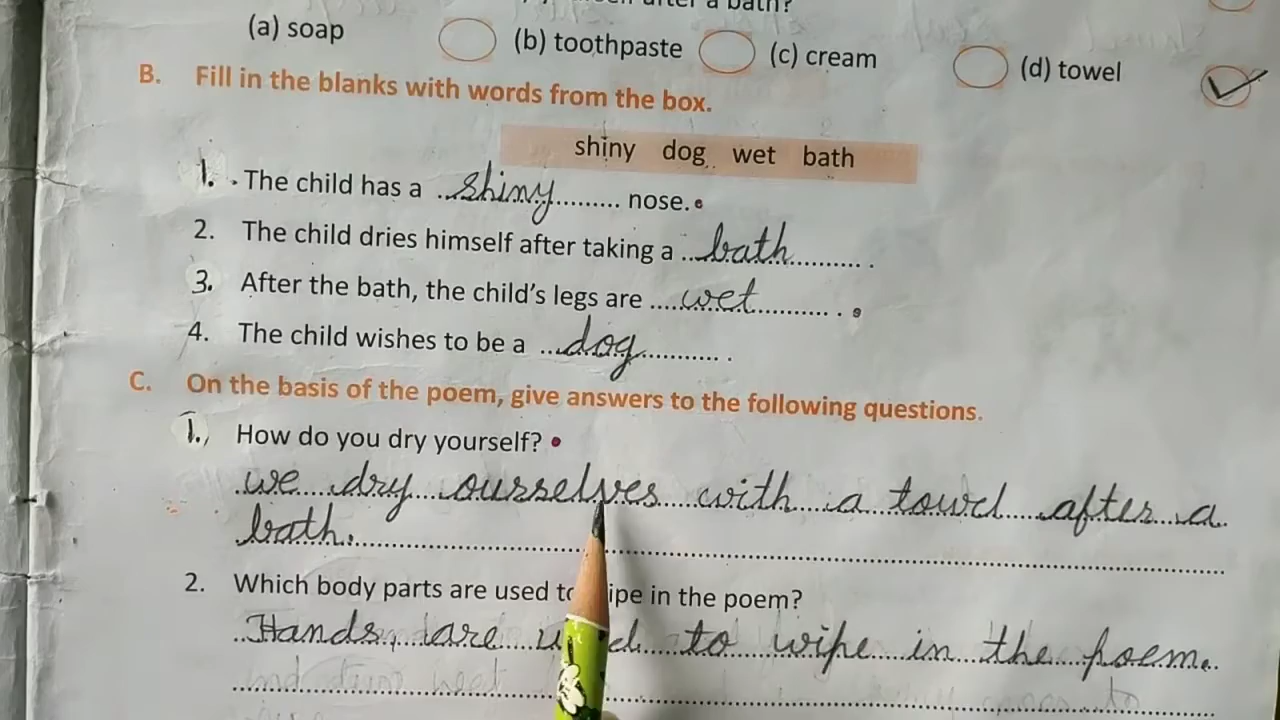 after a bath?
(a) soap (b) toothpaste (c) cream (d) towel
B. Fill in the blanks with words from the box.
shiny dog wet bath
1. The child has a shiny nose.
2. The child dries himself after taking a bath.
3. After the bath, the child's legs are wet.
4. The child wishes to be a dog.
C. On the basis of the poem, give answers to the following questions.
1. How do you dry yourself?
we dry ourselves with a towel after a
bath.
2. Which body parts are used to wipe in the poem?
Hands, are used to wipe in the poem.